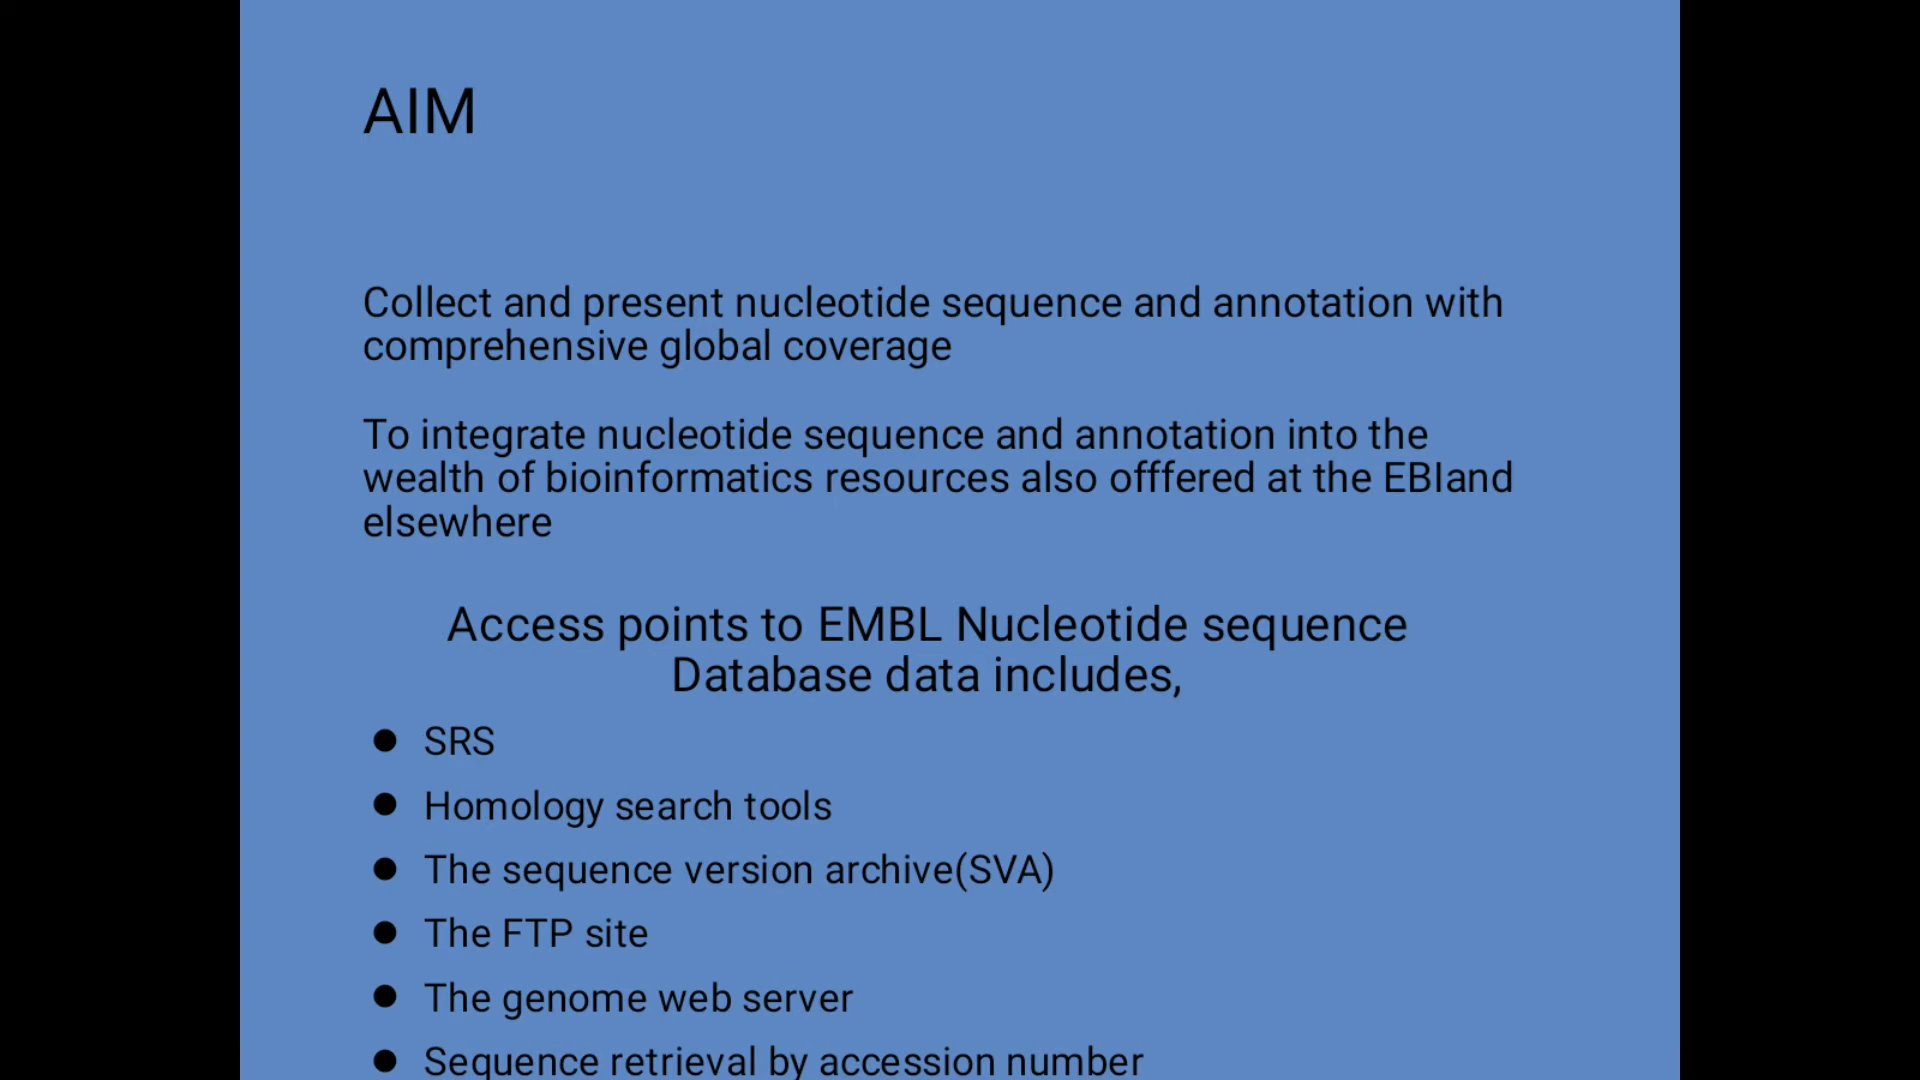 AIM
Collect and present nucleotide sequence and annotation with
comprehensive global coverage
To integrate nucleotide sequence and annotation into the
wealth of bioinformatics resources also offfered at the EBIand
elsewhere
Access points to EMBL Nucleotide sequence
Database data includes,
● SRS
● Homology search tools
● The sequence version archive(SVA)
● The FTP site
● The genome web server
● Sequence retrieval by accession number